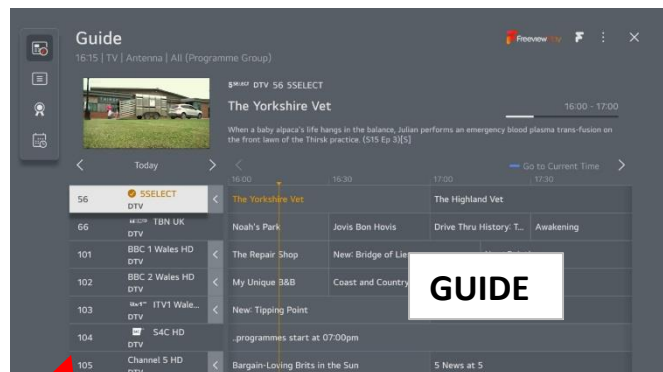 Guide
Freeview Play
16:15 | TV | Antenna | All (Programme Group)
5SELECT DTV 56 5SELECT
The Yorkshire Vet
16:00 - 17:00
When a baby alpaca's life hangs in the balance, Julian performs an emergency blood plasma trans-fusion on
the front lawn of the Thirsk practice. (S15 Ep 3)[S]
Today
Go to Current Time
16:00 16:30 17:00 17:30
56 5SELECT The Yorkshire Vet The Highland Vet
DTV
66 TBN UK Noah's Park Jovis Bon Hovis Drive Thru History: T... Awakening
DTV
101 BBC 1 Wales HD The Repair Shop New: Bridge of Lies
DTV
102 BBC 2 Wales HD My Unique B&B Coast and Country
DTV
GUIDE
103 ITV1 Wale... New: Tipping Point
DTV
104 S4C HD ..programmes start at 07:00pm
DTV
105 Channel 5 HD Bargain-Loving Brits in the Sun 5 News at 5
DTV